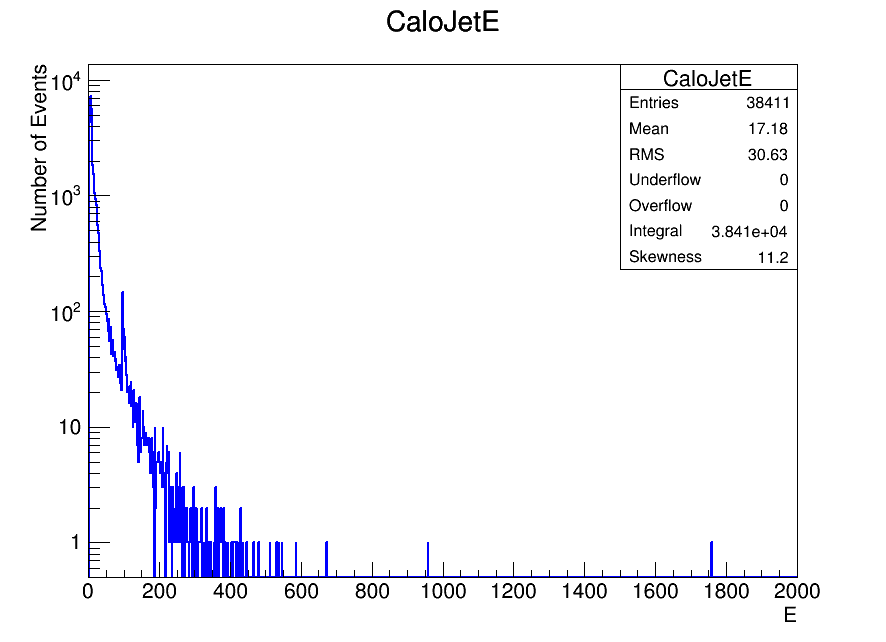 CaloJetE
Number of Events
10^4
10^3
10^2
10
1
CaloJetE
Entries 38411
Mean 17.18
RMS 30.63
Underflow 0
Overflow 0
Integral 3.841e+04
Skewness 11.2
0 200 400 600 800 1000 1200 1400 1600 1800 2000
E